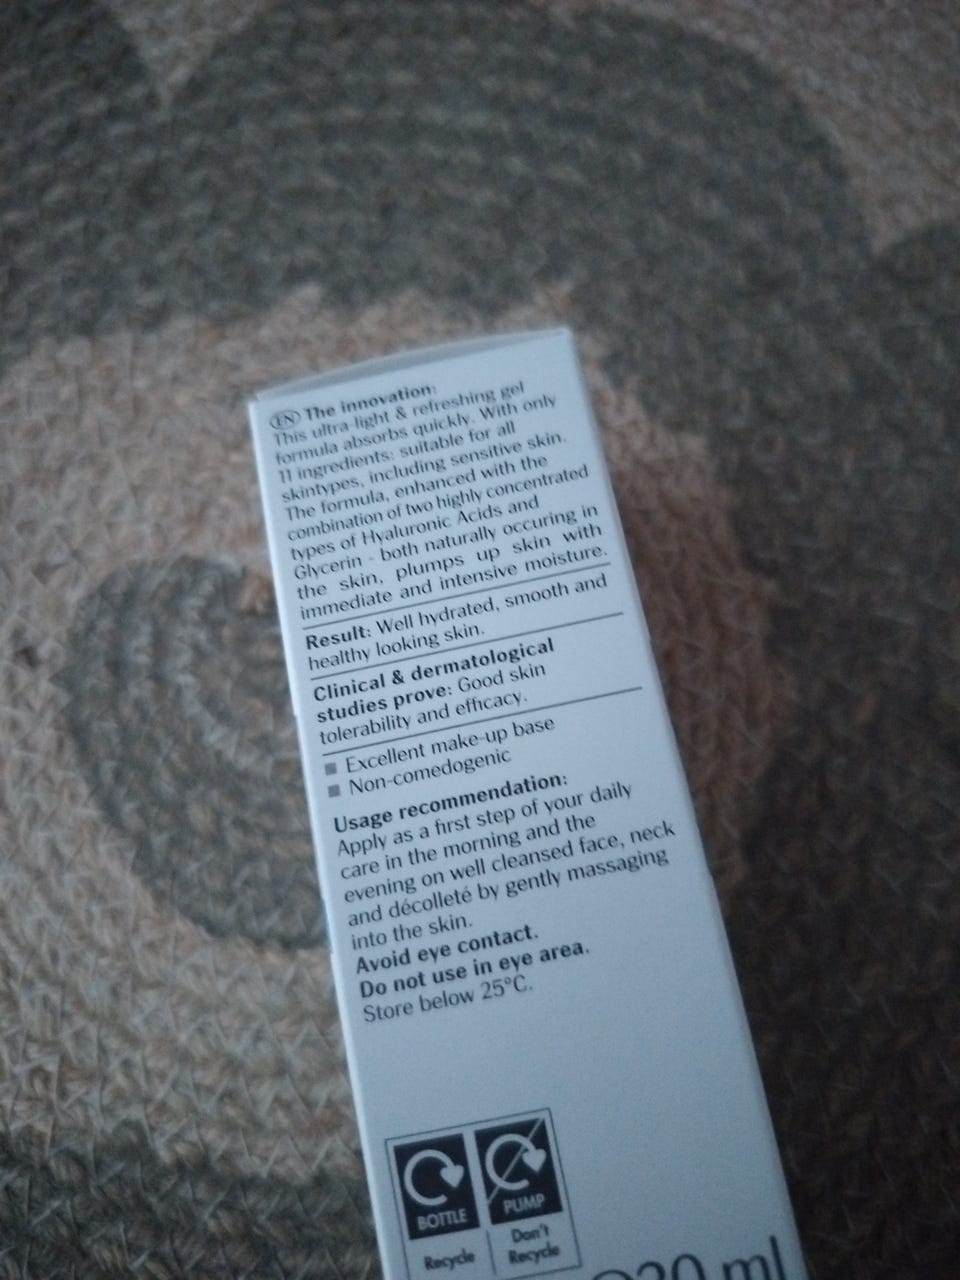 EN The innovation:
This ultra-light & refreshing gel
formula absorbs quickly. With only
11 ingredients: suitable for all
skintypes, including sensitive skin.
The formula, enhanced with the
combination of two highly concentrated
types of Hyaluronic Acids and
Glycerin - both naturally occuring in
the skin, plumps up skin with
immediate and intensive moisture.
Result: Well hydrated, smooth and
healthy looking skin.
Clinical & dermatological
studies prove: Good skin
tolerability and efficacy.
■ Excellent make-up base
■ Non-comedogenic
Usage recommendation:
Apply as a first step of your daily
care in the morning and the
evening on well cleansed face, neck
and décolleté by gently massaging
into the skin.
Avoid eye contact.
Do not use in eye area.
Store below 25°C.
BOTTLE PUMP
Recycle Don't
Recycle
30 ml